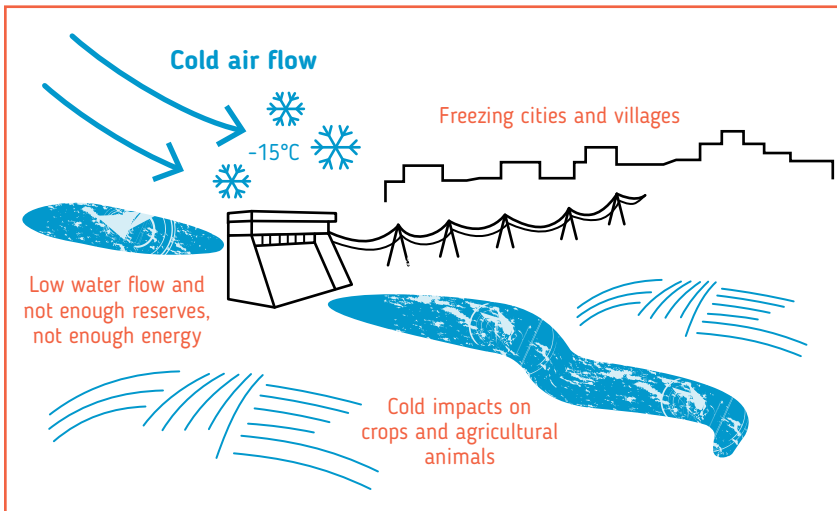 Cold air flow
-15°C
Freezing cities and villages
Low water flow and
not enough reserves,
not enough energy
Cold impacts on
crops and agricultural
animals